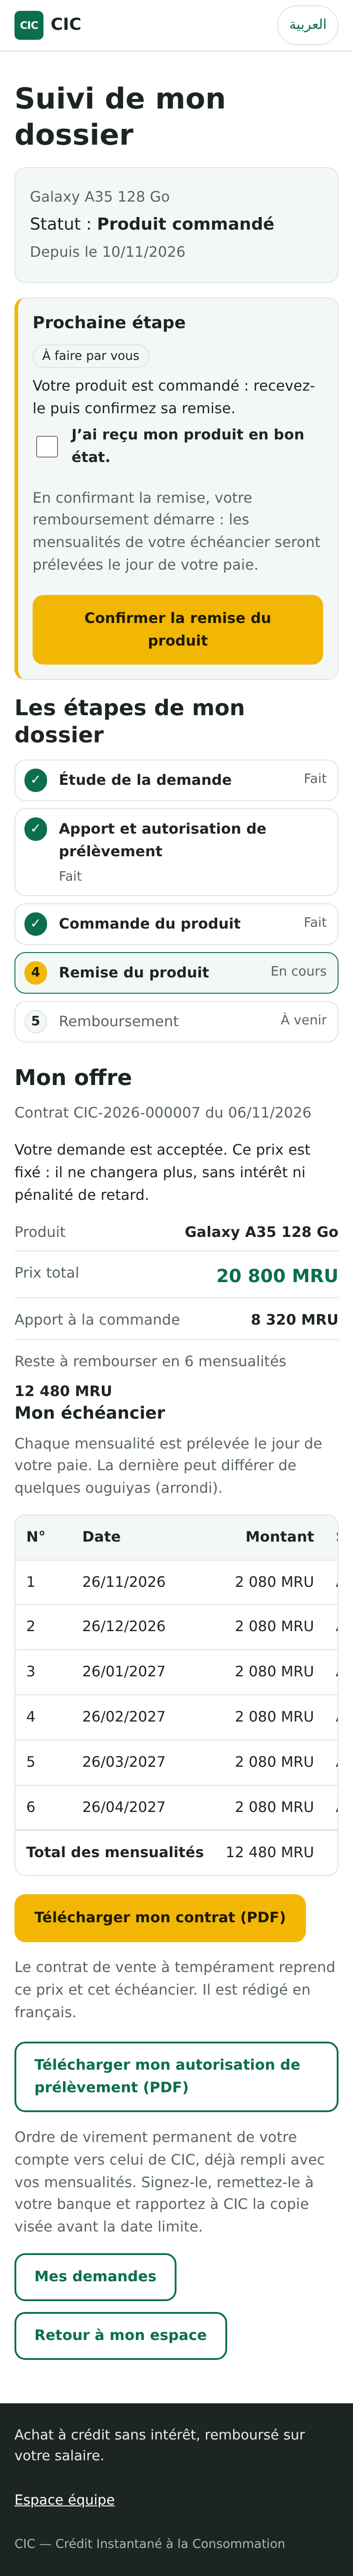 CIC CIC العربية
Suivi de mon
dossier
Galaxy A35 128 Go
Statut : Produit commandé
Depuis le 10/11/2026
Prochaine étape
À faire par vous
Votre produit est commandé : recevez-
le puis confirmez sa remise.
J’ai reçu mon produit en bon
état.
En confirmant la remise, votre
remboursement démarre : les
mensualités de votre échéancier seront
prélevées le jour de votre paie.
Confirmer la remise du
produit
Les étapes de mon
dossier
✓ Étude de la demande Fait
✓ Apport et autorisation de
prélèvement
Fait
✓ Commande du produit Fait
4 Remise du produit En cours
5 Remboursement À venir
Mon offre
Contrat CIC-2026-000007 du 06/11/2026
Votre demande est acceptée. Ce prix est
fixé : il ne changera plus, sans intérêt ni
pénalité de retard.
Produit Galaxy A35 128 Go
Prix total 20 800 MRU
Apport à la commande 8 320 MRU
Reste à rembourser en 6 mensualités
12 480 MRU
Mon échéancier
Chaque mensualité est prélevée le jour de
votre paie. La dernière peut différer de
quelques ouguiyas (arrondi).
N° Date Montant
1 26/11/2026 2 080 MRU
2 26/12/2026 2 080 MRU
3 26/01/2027 2 080 MRU
4 26/02/2027 2 080 MRU
5 26/03/2027 2 080 MRU
6 26/04/2027 2 080 MRU
Total des mensualités 12 480 MRU
Télécharger mon contrat (PDF)
Le contrat de vente à tempérament reprend
ce prix et cet échéancier. Il est rédigé en
français.
Télécharger mon autorisation de
prélèvement (PDF)
Ordre de virement permanent de votre
compte vers celui de CIC, déjà rempli avec
vos mensualités. Signez-le, remettez-le à
votre banque et rapportez à CIC la copie
visée avant la date limite.
Mes demandes
Retour à mon espace
Achat à crédit sans intérêt, remboursé sur
votre salaire.
Espace équipe
CIC — Crédit Instantané à la Consommation